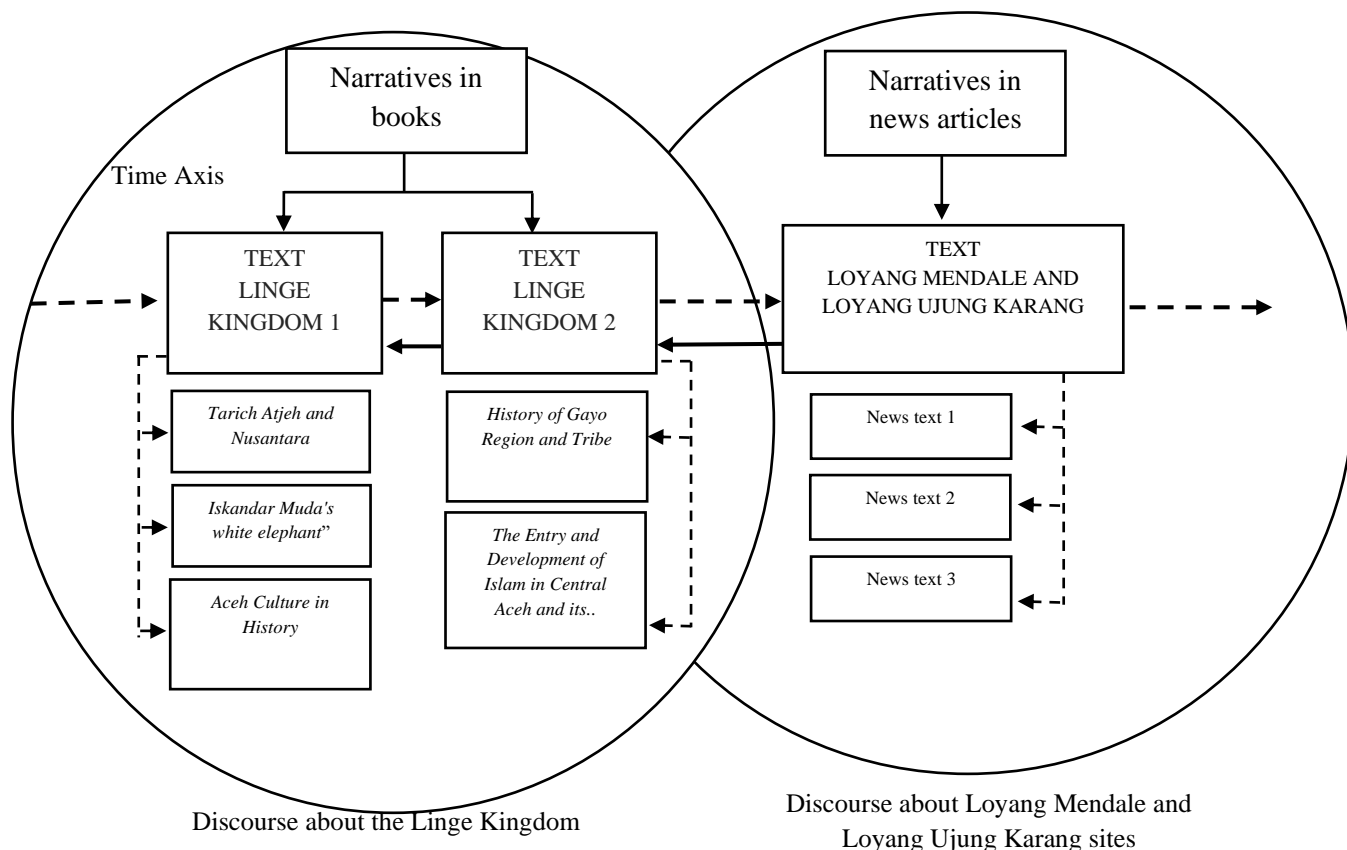 Narratives in
books
Narratives in
news articles
Time Axis
TEXT
LINGE
KINGDOM 1
TEXT
LINGE
KINGDOM 2
TEXT
LOYANG MENDALE AND
LOYANG UJUNG KARANG
Tarich Atjeh and
Nusantara
Iskandar Muda's
white elephant”
Aceh Culture in
History
History of Gayo
Region and Tribe
The Entry and
Development of
Islam in Central
Aceh and its..
News text 1
News text 2
News text 3
Discourse about the Linge Kingdom
Discourse about Loyang Mendale and
Loyang Ujung Karang sites